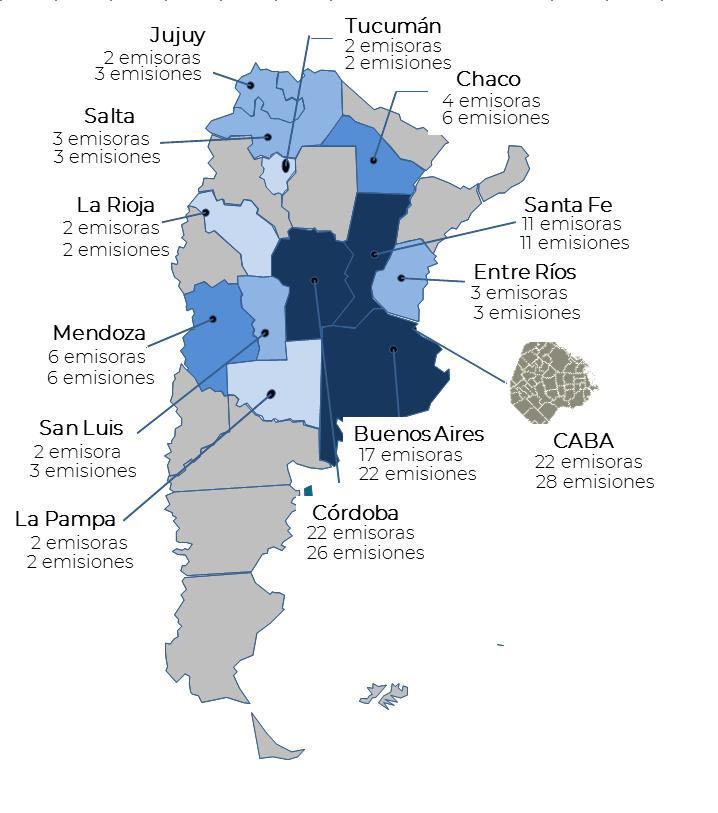 Tucumán
2 emisoras
2 emisiones
Jujuy
2 emisoras
3 emisiones
Chaco
4 emisoras
6 emisiones
Salta
3 emisoras
3 emisiones
La Rioja
2 emisoras
2 emisiones
Santa Fe
11 emisoras
11 emisiones
Entre Ríos
3 emisoras
3 emisiones
Mendoza
6 emisoras
6 emisiones
San Luis
2 emisora
3 emisiones
Buenos Aires
17 emisoras
22 emisiones
CABA
22 emisoras
28 emisiones
La Pampa
2 emisoras
2 emisiones
Córdoba
22 emisoras
26 emisiones